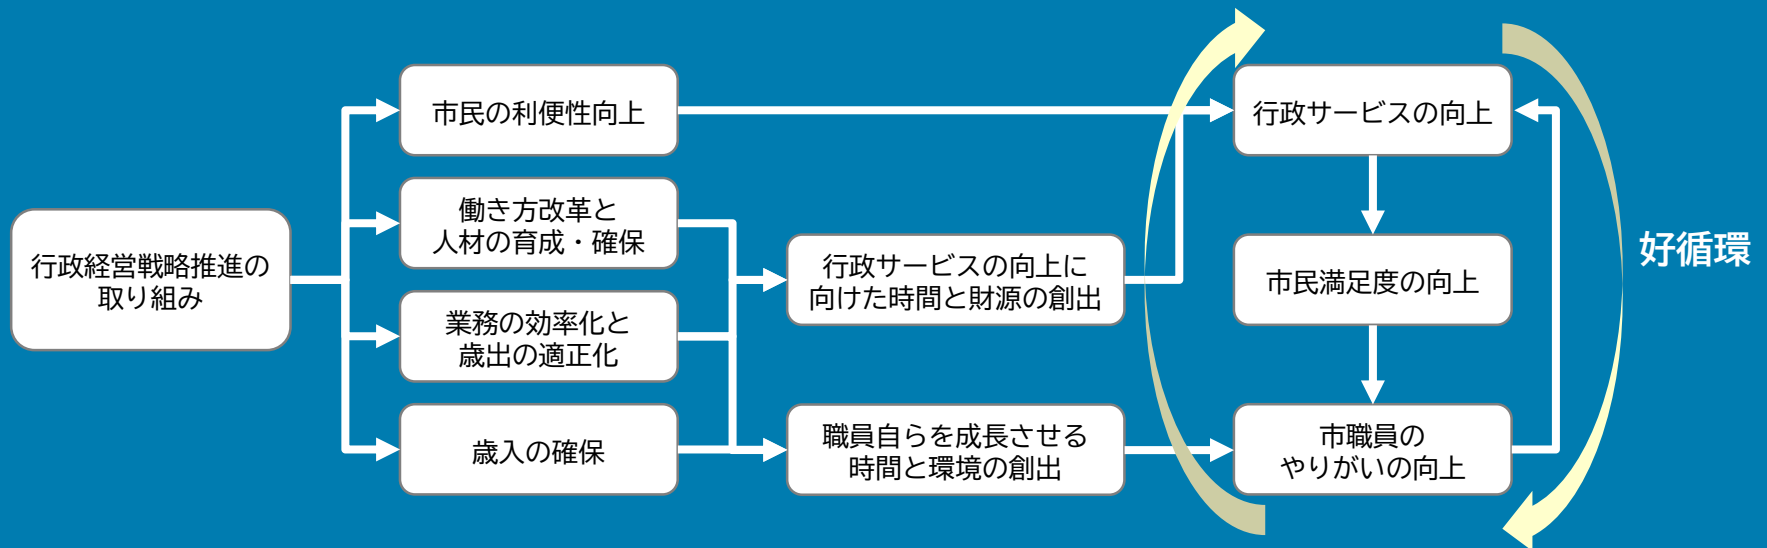 行政経営戦略推進の
取り組み
市民の利便性向上
働き方改革と
人材の育成・確保
業務の効率化と
歳出の適正化
歳入の確保
行政サービスの向上に
向けた時間と財源の創出
職員自らを成長させる
時間と環境の創出
行政サービスの向上
市民満足度の向上
市職員の
やりがいの向上
好循環